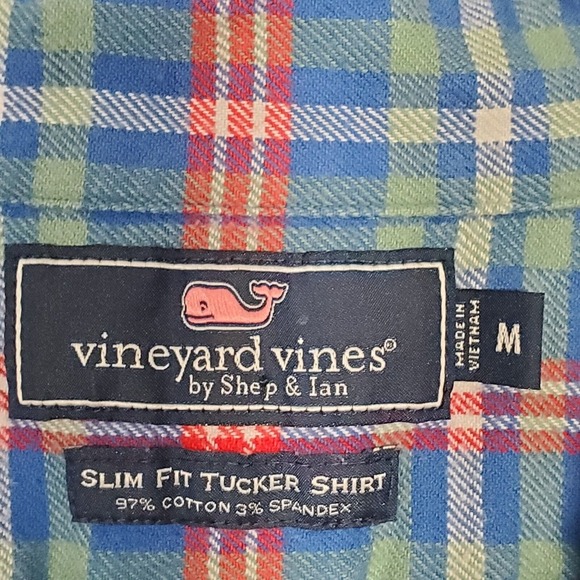 vineyard vines®
by Shep & Ian
MADE IN
VIETNAM
M
SLIM FIT TUCKER SHIRT
97% COTTON 3% SPANDEX